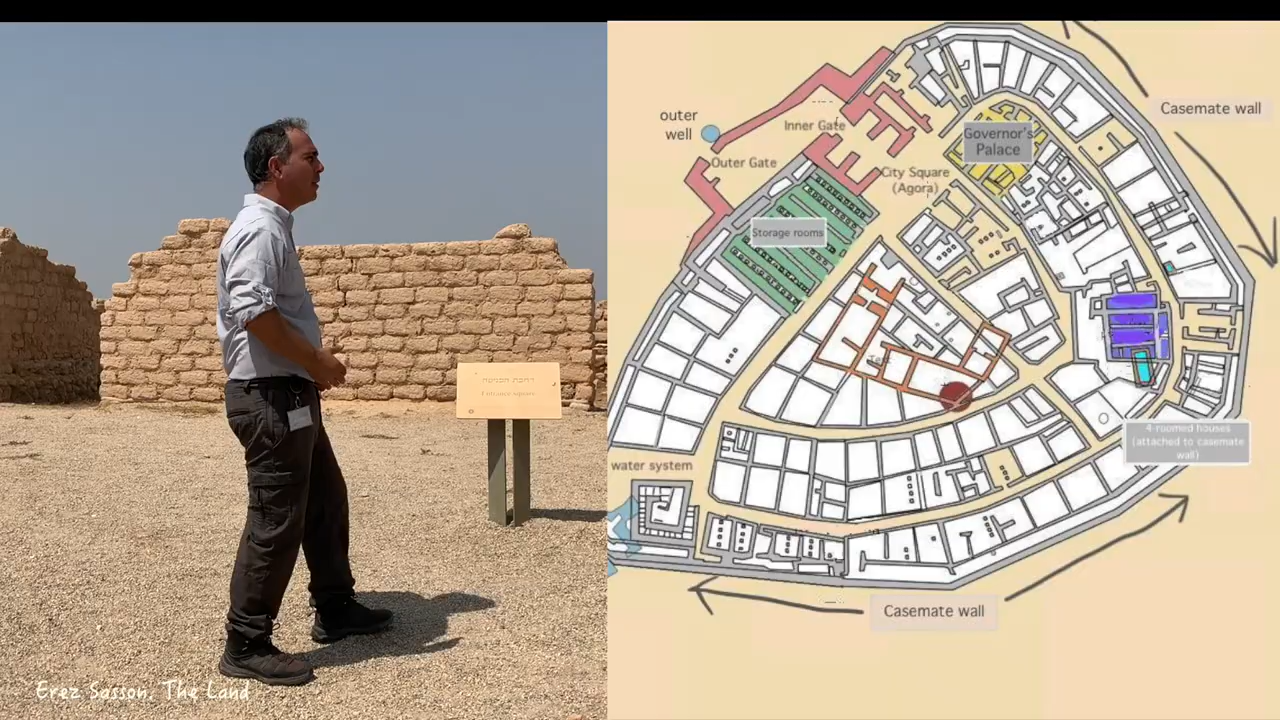 Entrance square
Erez Sasson. The Land
outer
well
Inner Gate
Outer Gate
Governor's
Palace
City Square
(Agora)
Storage rooms
Casemate wall
4-roomed houses
(attached to casemate
wall)
water system
Casemate wall